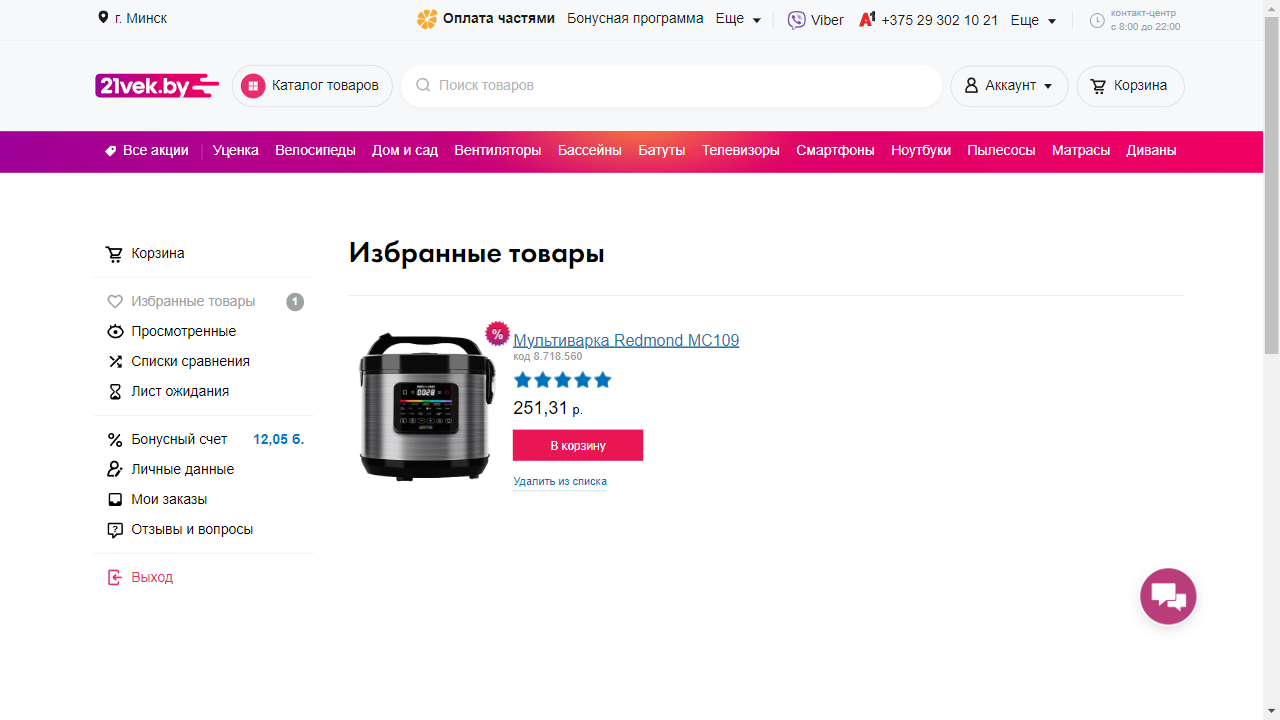 г. Минск
Оплата частями Бонусная программа Еще Viber A1 +375 29 302 10 21 Еще контакт-центр
с 8:00 до 22:00
21vek.by Каталог товаров Поиск товаров Аккаунт Корзина
Все акции Уценка Велосипеды Дом и сад Вентиляторы Бассейны Батуты Телевизоры Смартфоны Ноутбуки Пылесосы Матрасы Диваны
Корзина
Избранные товары 1
Просмотренные
Списки сравнения
Лист ожидания
Бонусный счет 12,05 б.
Личные данные
Мои заказы
Отзывы и вопросы
Выход
Избранные товары
%
Мультиварка Redmond MC109
код 8.718.560
251,31 р.
В корзину
Удалить из списка